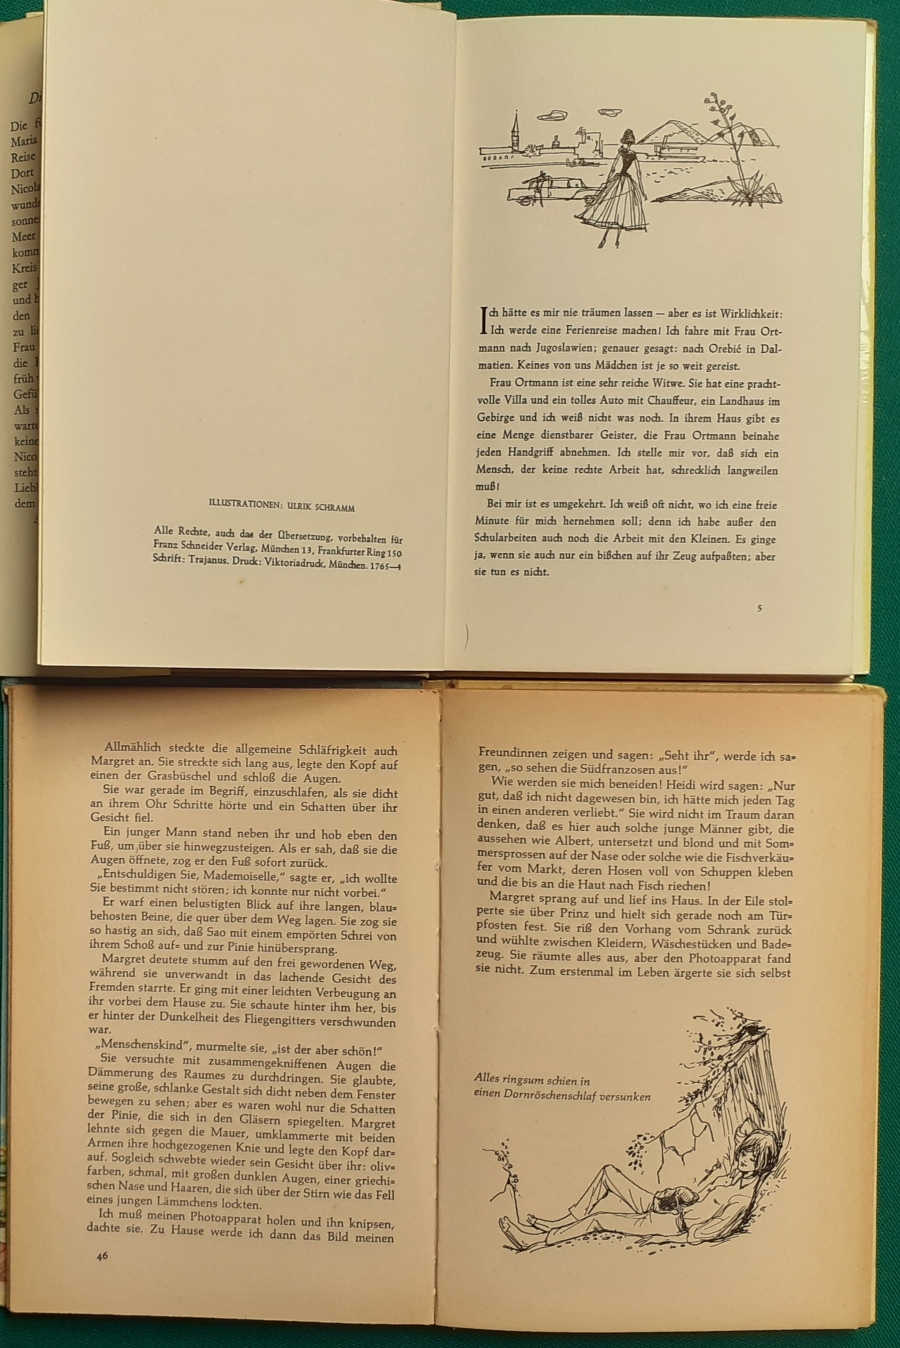 Di
Die
Maria
Reise
Dort
Nicol
wund
sonne
Meer
komm
Kreis
ger
und
den
zu
Frau
die
früh
Gefü
Als
wart
keine
Nico
steht
Lieb
dem
ILLUSTRATIONEN: ULRIK SCHRAMM
Alle Rechte, auch das der Übersetzung, vorbehalten für
Franz Schneider Verlag, München 13, Frankfurter Ring 150
Schrift: Trajanus. Druck: Viktoriadruck, München. 1765—4
Ich hätte es mir nie träumen lassen — aber es ist Wirklichkeit:
Ich werde eine Ferienreise machen! Ich fahre mit Frau Ort-
mann nach Jugoslawien; genauer gesagt: nach Orebić in Dal-
matien. Keines von uns Mädchen ist je so weit gereist.
Frau Ortmann ist eine sehr reiche Witwe. Sie hat eine pracht-
volle Villa und ein tolles Auto mit Chauffeur, ein Landhaus im
Gebirge und ich weiß nicht was noch. In ihrem Haus gibt es
eine Menge dienstbarer Geister, die Frau Ortmann beinahe
jeden Handgriff abnehmen. Ich stelle mir vor, daß sich ein
Mensch, der keine rechte Arbeit hat, schrecklich langweilen
muß!
Bei mir ist es umgekehrt. Ich weiß oft nicht, wo ich eine freie
Minute für mich hernehmen soll; denn ich habe außer den
Schularbeiten auch noch die Arbeit mit den Kleinen. Es ginge
ja, wenn sie auch nur ein bißchen auf ihr Zeug aufpaßten; aber
sie tun es nicht.
5
Allmählich steckte die allgemeine Schläfrigkeit auch
Margret an. Sie streckte sich lang aus, legte den Kopf auf
einen der Grasbüschel und schloß die Augen.
Sie war gerade im Begriff, einzuschlafen, als sie dicht
an ihrem Ohr Schritte hörte und ein Schatten über ihr
Gesicht fiel.
Ein junger Mann stand neben ihr und hob eben den
Fuß, um über sie hinwegzusteigen. Als er sah, daß sie die
Augen öffnete, zog er den Fuß sofort zurück.
„Entschuldigen Sie, Mademoiselle,“ sagte er, „ich wollte
Sie bestimmt nicht stören; ich konnte nur nicht vorbei.“
Er warf einen belustigten Blick auf ihre langen, blau-
behosten Beine, die quer über dem Weg lagen. Sie zog sie
so hastig an sich, daß Sao mit einem empörten Schrei von
ihrem Schoß auf- und zur Pinie hinübersprang.
Margret deutete stumm auf den frei gewordenen Weg,
während sie unverwandt in das lachende Gesicht des
Fremden starrte. Er ging mit einer leichten Verbeugung an
ihr vorbei dem Hause zu. Sie schaute hinter ihm her, bis
er hinter der Dunkelheit des Fliegengitters verschwunden
war.
„Menschenskind“, murmelte sie, „ist der aber schön!“
Sie versuchte mit zusammengekniffenen Augen die
Dämmerung des Raumes zu durchdringen. Sie glaubte,
seine große, schlanke Gestalt sich dicht neben dem Fenster
bewegen zu sehen; aber es waren wohl nur die Schatten
der Pinie, die sich in den Gläsern spiegelten. Margret
lehnte sich gegen die Mauer, umklammerte mit beiden
Armen ihre hochgezogenen Knie und legte den Kopf dar-
auf. Sogleich schwebte wieder sein Gesicht über ihr: oliv-
farben, schmal, mit großen dunklen Augen, einer griechi-
schen Nase und Haaren, die sich über der Stirn wie das Fell
eines jungen Lämmchens lockten.
Ich muß meinen Photoapparat holen und ihn knipsen,
dachte sie. Zu Hause werde ich dann das Bild meinen
46
Freundinnen zeigen und sagen: „Seht ihr“, werde ich sa-
gen, „so sehen die Südfranzosen aus!“
Wie werden sie mich beneiden! Heidi wird sagen: „Nur
gut, daß ich nicht dagewesen bin, ich hätte mich jeden Tag
in einen anderen verliebt.“ Sie wird nicht im Traum daran
denken, daß es hier auch solche junge Männer gibt, die
aussehen wie Albert, untersetzt und blond und mit Som-
mersprossen auf der Nase oder solche wie die Fischverkäu-
fer vom Markt, deren Hosen voll von Schuppen kleben
und die bis an die Haut nach Fisch riechen!
Margret sprang auf und lief ins Haus. In der Eile stol-
perte sie über Prinz und hielt sich gerade noch am Tür-
pfosten fest. Sie riß den Vorhang vom Schrank zurück
und wühlte zwischen Kleidern, Wäschestücken und Bade-
zeug. Sie räumte alles aus, aber den Photoapparat fand
sie nicht. Zum erstenmal im Leben ärgerte sie sich selbst
Alles ringsum schien in
einen Dornröschenschlaf versunken